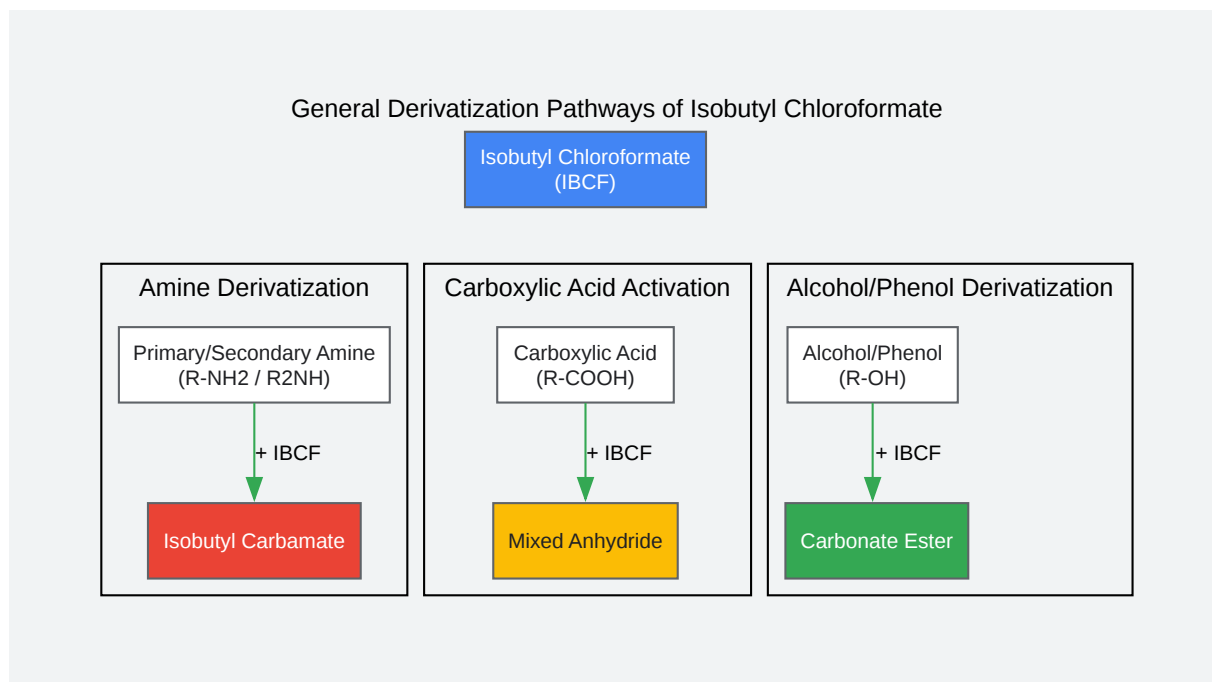 General Derivatization Pathways of Isobutyl Chloroformate
Isobutyl Chloroformate
(IBCF)
Amine Derivatization
Primary/Secondary Amine
(R-NH2 / R2NH)
+ IBCF
Isobutyl Carbamate
Carboxylic Acid Activation
Carboxylic Acid
(R-COOH)
+ IBCF
Mixed Anhydride
Alcohol/Phenol Derivatization
Alcohol/Phenol
(R-OH)
+ IBCF
Carbonate Ester